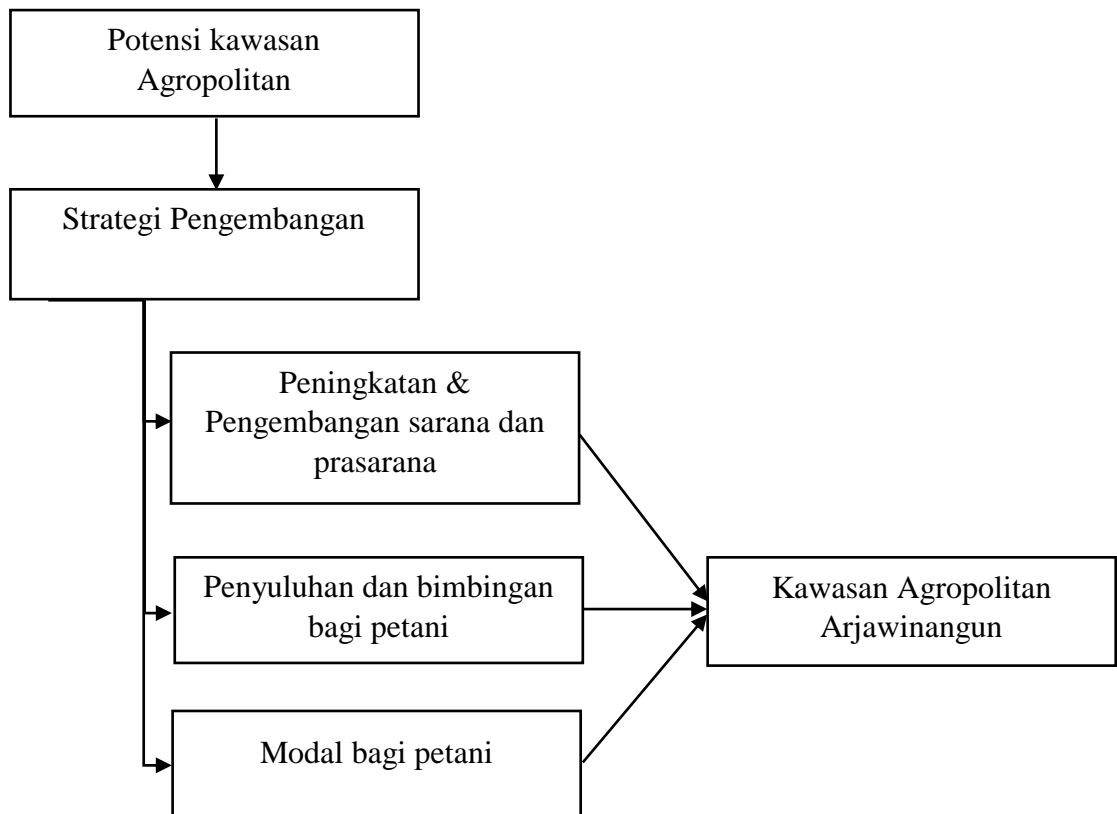 Potensi kawasan
Agropolitan
Strategi Pengembangan
Peningkatan &
Pengembangan sarana dan
prasarana
Penyuluhan dan bimbingan
bagi petani
Kawasan Agropolitan
Arjawinangun
Modal bagi petani